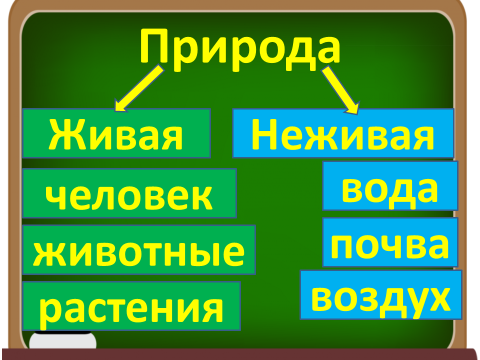 Природа
Живая
Неживая
человек
вода
животные
почва
растения
воздух